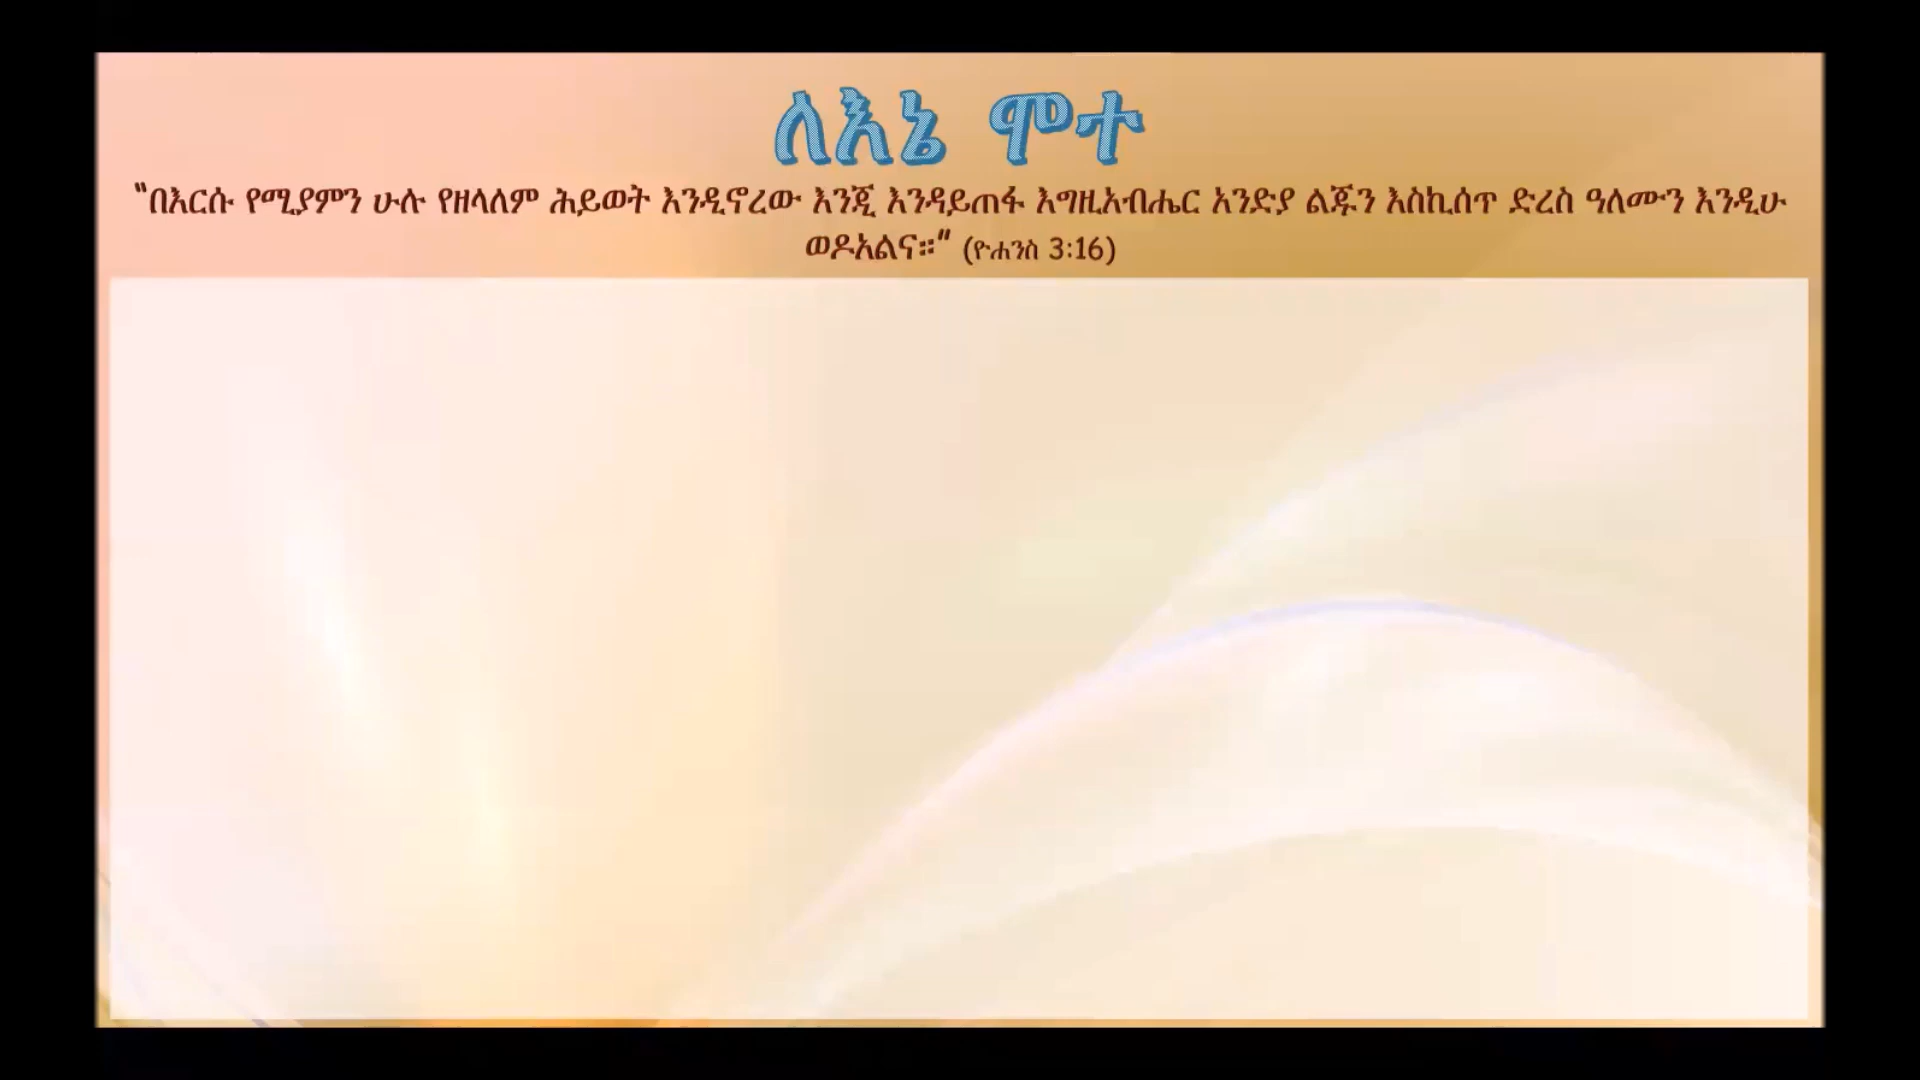 ለእኔ ሞተ
"በእርሱ የሚያምን ሁሉ የዘላለም ሕይወት እንዲኖረው እንጂ እንዳይጠፋ እግዚአብሔር አንድያ ልጁን እስኪሰጥ ድረስ ዓለሙን እንዲሁ
ወዶአልና።" (ዮሐንስ 3:16)